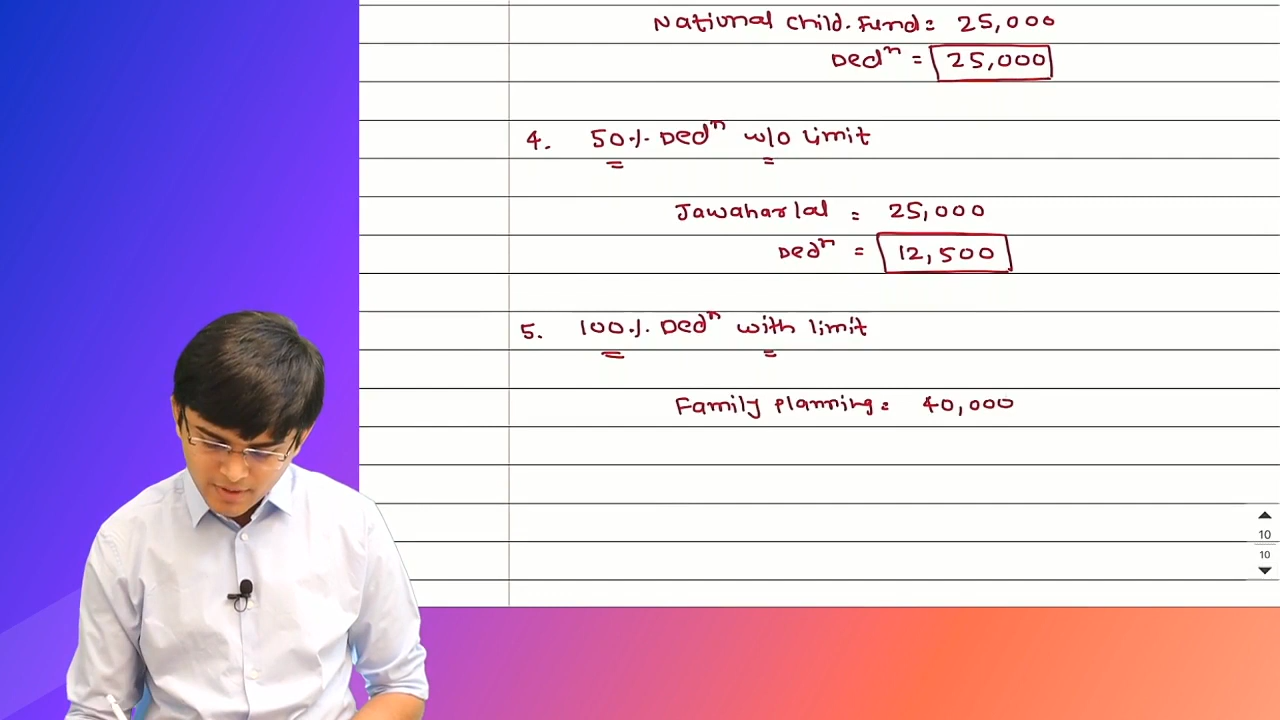 National Child. Fund = 25,000
Dedⁿ = 25,000
4. 50% Dedⁿ w/o limit
Jawaharlal = 25,000
Dedⁿ = 12,500
5. 100% Dedⁿ with limit
Family planning = 40,000
10
10